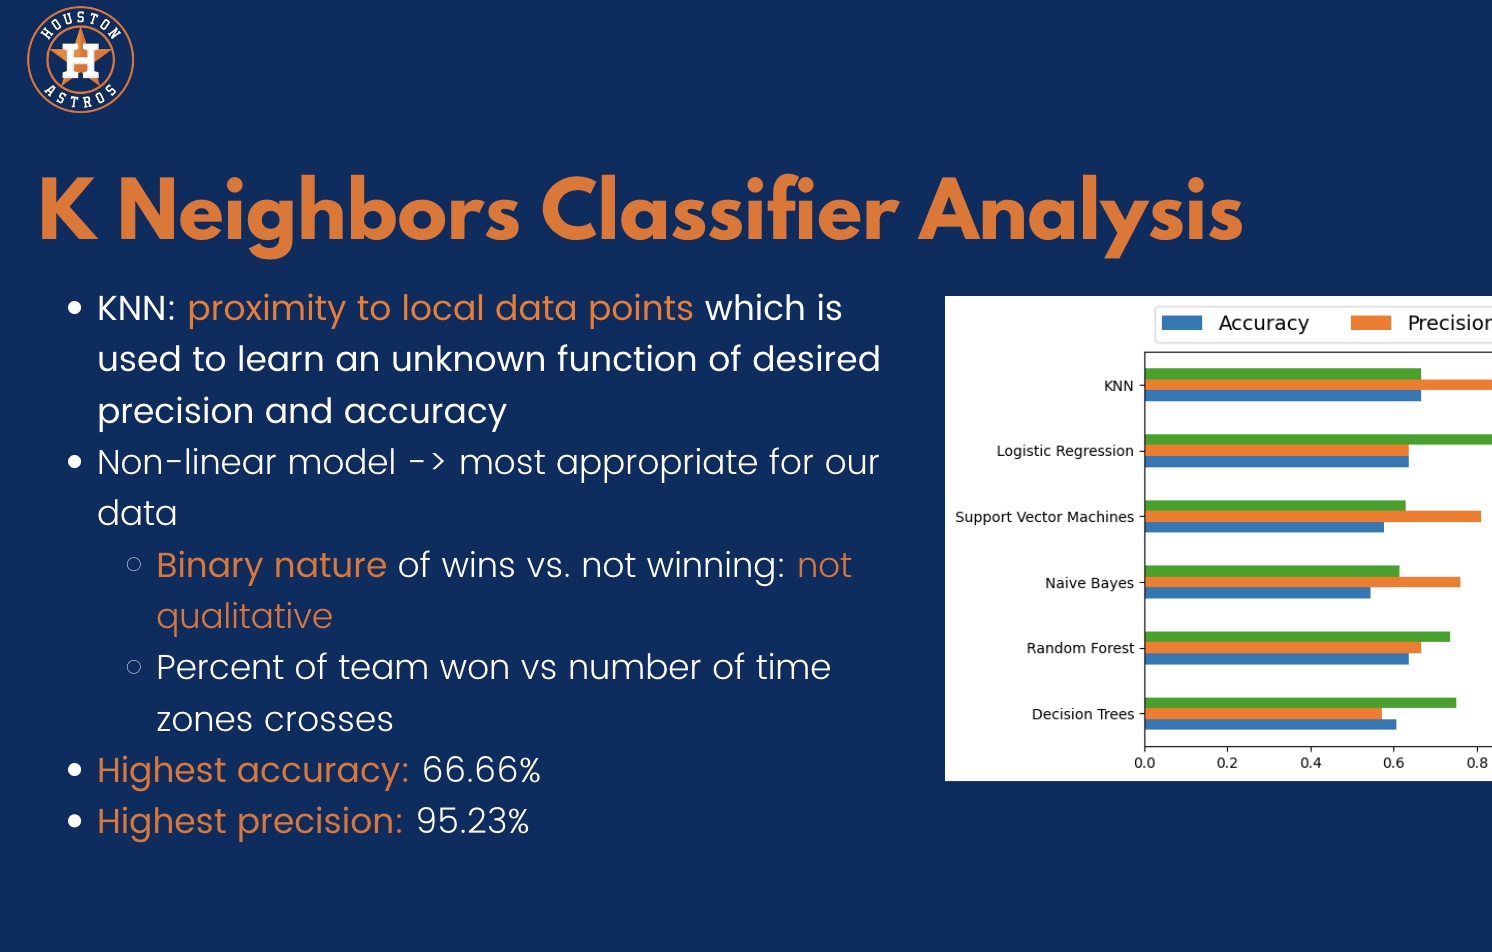 HOUSTON
ASTROS
K Neighbors Classifier Analysis
KNN: proximity to local data points which is
used to learn an unknown function of desired
precision and accuracy
Non-linear model -> most appropriate for our
data
Binary nature of wins vs. not winning: not
qualitative
Percent of team won vs number of time
zones crosses
Highest accuracy: 66.66%
Highest precision: 95.23%
Accuracy
Precision
KNN
Logistic Regression
Support Vector Machines
Naive Bayes
Random Forest
Decision Trees
0.0 0.2 0.4 0.6 0.8